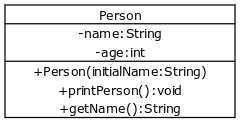 Person
-name:String
-age:int
+Person(initialName:String)
+printPerson():void
+getName():String